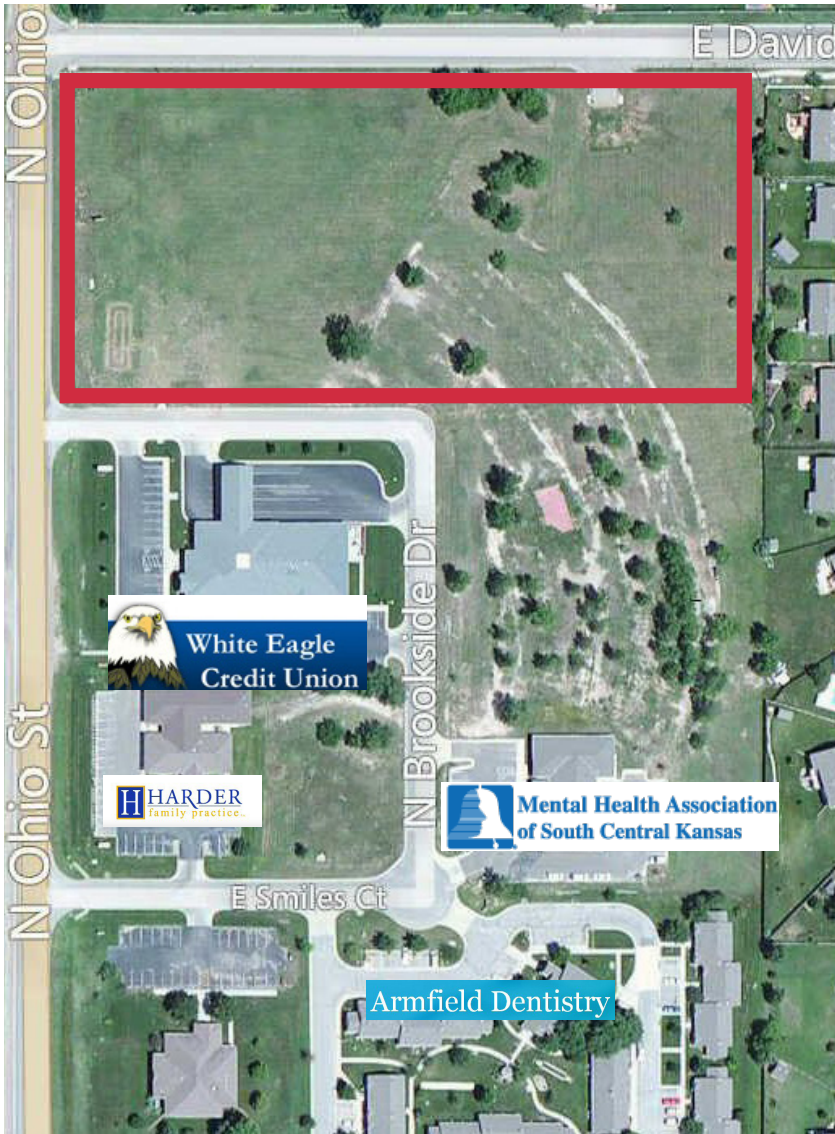 N Ohio
E David
White Eagle
Credit Union
N Brookside Dr
N Ohio St
H HARDER
family practice
Mental Health Association
of South Central Kansas
E Smiles Ct
Armfield Dentistry